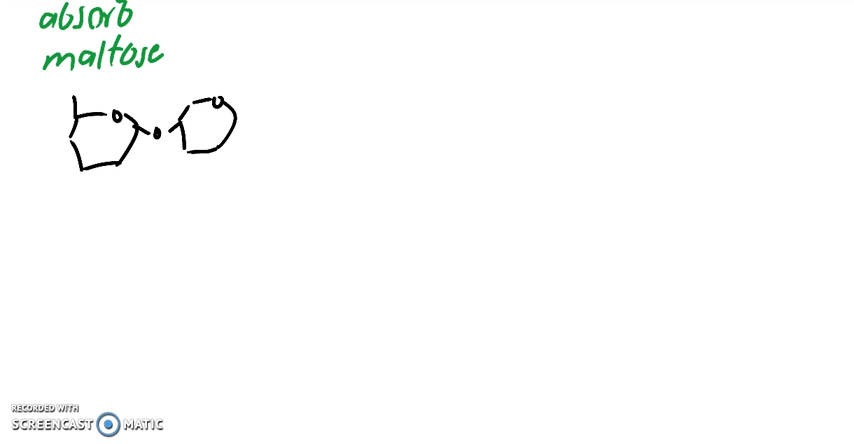 absorb
maltose
O
O
O
RECORDED WITH
SCREENCAST MATIC